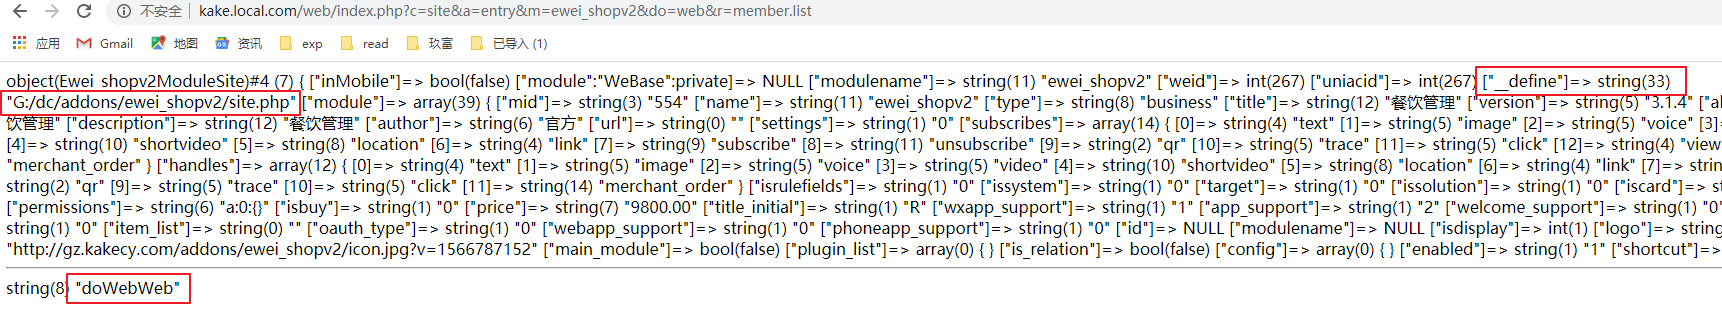 不安全 | kake.local.com/web/index.php?c=site&a=entry&m=ewei_shopv2&do=web&r=member.list
应用 Gmail 地图 资讯 exp read 玖富 已导入 (1)
object(Ewei_shopv2ModuleSite)#4 (7) { ["inMobile"]=> bool(false) ["module":"WeBase":private]=> NULL ["modulename"]=> string(11) "ewei_shopv2" ["weid"]=> int(267) ["uniacid"]=> int(267) ["__define"]=> string(33)
"G:/dc/addons/ewei_shopv2/site.php" ["module"]=> array(39) { ["mid"]=> string(3) "554" ["name"]=> string(11) "ewei_shopv2" ["type"]=> string(8) "business" ["title"]=> string(12) "餐饮管理" ["version"]=> string(5) "3.1.4" ["al
饮管理" ["description"]=> string(12) "餐饮管理" ["author"]=> string(6) "官方" ["url"]=> string(0) "" ["settings"]=> string(1) "0" ["subscribes"]=> array(14) { [0]=> string(4) "text" [1]=> string(5) "image" [2]=> string(5) "voice" [3]=
[4]=> string(10) "shortvideo" [5]=> string(8) "location" [6]=> string(4) "link" [7]=> string(9) "subscribe" [8]=> string(11) "unsubscribe" [9]=> string(2) "qr" [10]=> string(5) "trace" [11]=> string(5) "click" [12]=> string(4) "view
"merchant_order" } ["handles"]=> array(12) { [0]=> string(4) "text" [1]=> string(5) "image" [2]=> string(5) "voice" [3]=> string(5) "video" [4]=> string(10) "shortvideo" [5]=> string(8) "location" [6]=> string(4) "link" [7]=> string
string(2) "qr" [9]=> string(5) "trace" [10]=> string(5) "click" [11]=> string(14) "merchant_order" } ["isrulefields"]=> string(1) "0" ["issystem"]=> string(1) "0" ["target"]=> string(1) "0" ["issolution"]=> string(1) "0" ["iscard"]=> st
["permissions"]=> string(6) "a:0:{}" ["isbuy"]=> string(1) "0" ["price"]=> string(7) "9800.00" ["title_initial"]=> string(1) "R" ["wxapp_support"]=> string(1) "1" ["app_support"]=> string(1) "2" ["welcome_support"]=> string(1) "0"
string(1) "0" ["item_list"]=> string(0) "" ["oauth_type"]=> string(1) "0" ["webapp_support"]=> string(1) "0" ["phoneapp_support"]=> string(1) "0" ["id"]=> NULL ["modulename"]=> NULL ["isdisplay"]=> int(1) ["logo"]=> string
"http://gz.kakecy.com/addons/ewei_shopv2/icon.jpg?v=1566787152" ["main_module"]=> bool(false) ["plugin_list"]=> array(0) { } ["is_relation"]=> bool(false) ["config"]=> array(0) { } ["enabled"]=> string(1) "1" ["shortcut"]=>
string(8) "doWebWeb"